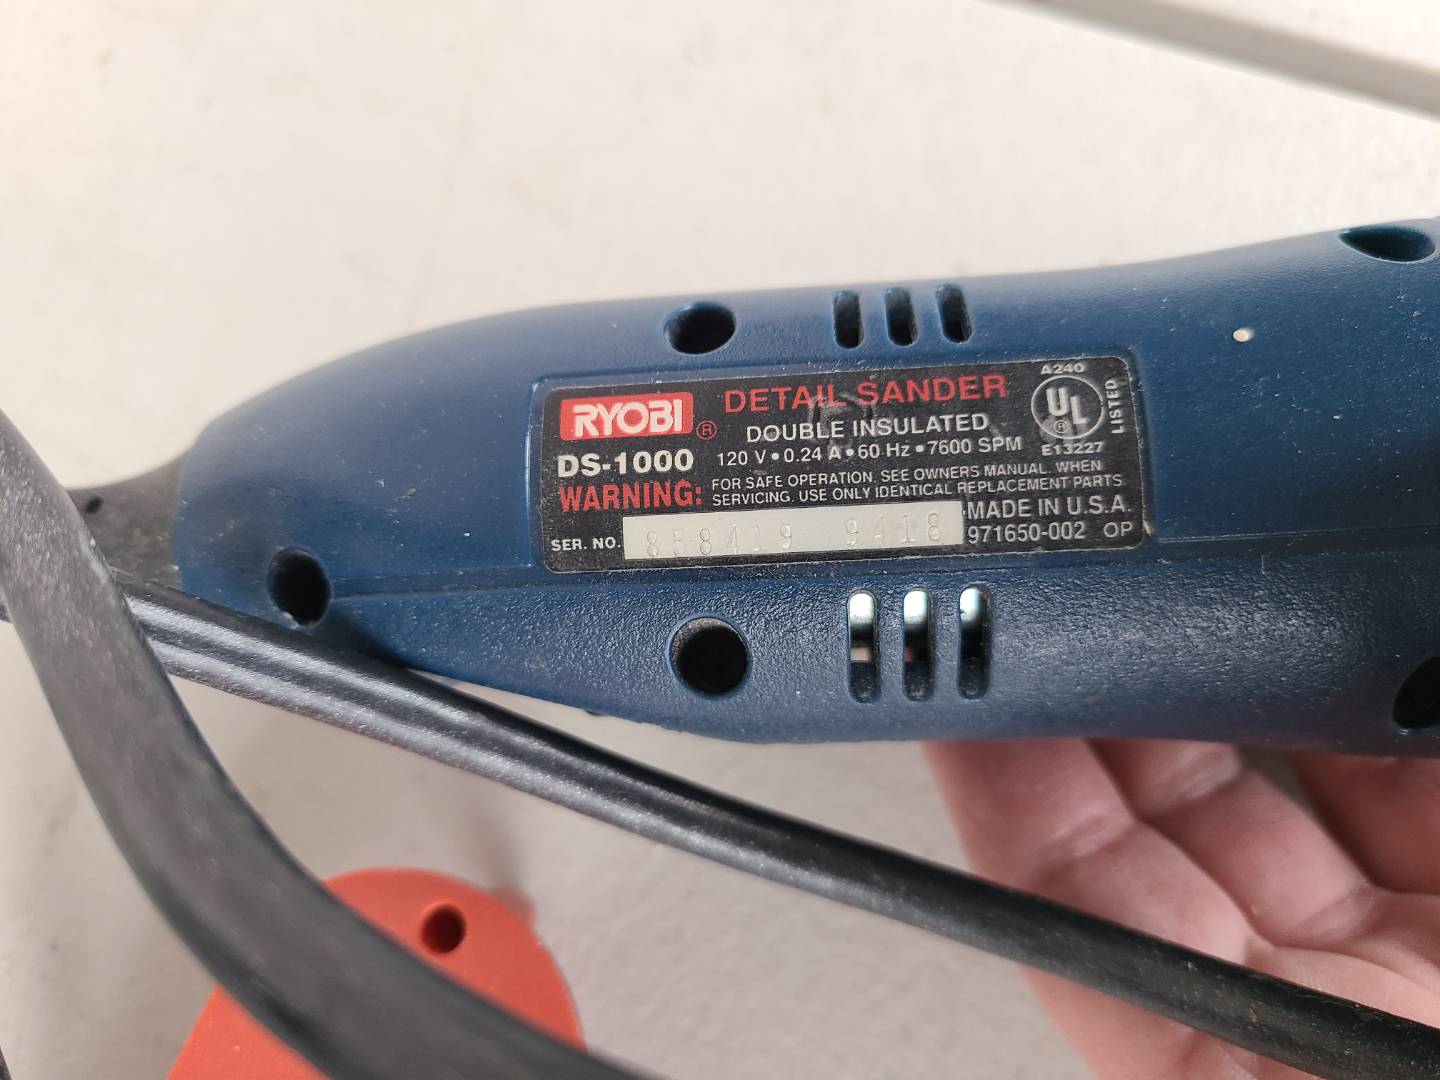 RYOBI ® DETAIL SANDER
DOUBLE INSULATED
DS-1000 120 V • 0.24 A • 60 Hz • 7600 SPM
A240
UL ®
LISTED
E13227
WARNING: FOR SAFE OPERATION, SEE OWNERS MANUAL. WHEN
SERVICING, USE ONLY IDENTICAL REPLACEMENT PARTS.
SER. NO. 858419 9418
MADE IN U.S.A.
971650-002 OP